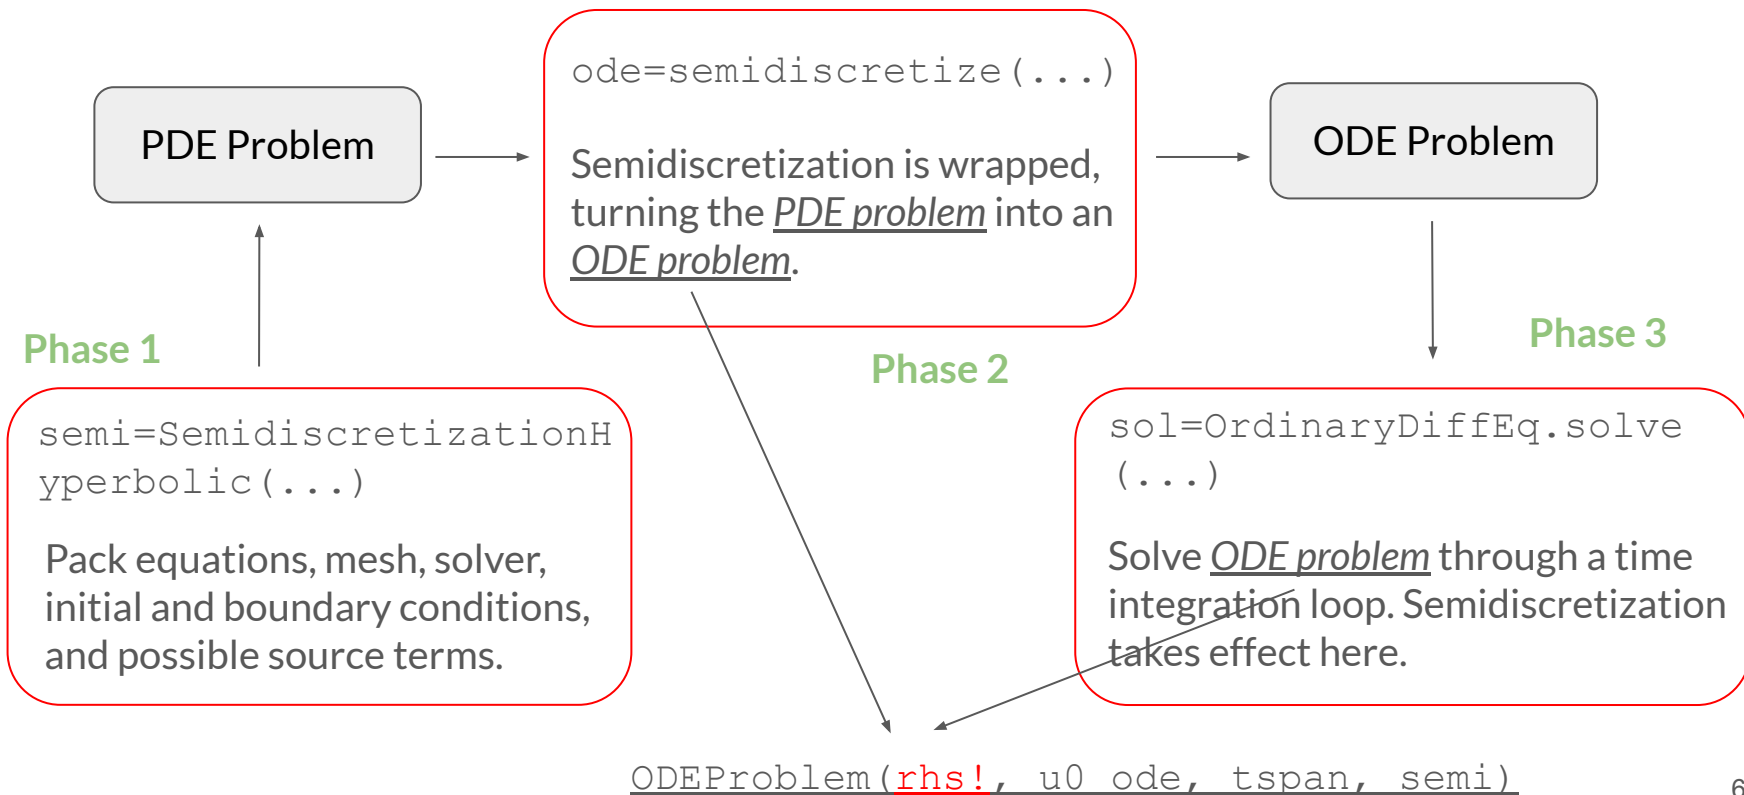 PDE Problem
ode=semidiscretize(...)
Semidiscretization is wrapped,
turning the PDE problem into an
ODE problem.
ODE Problem
Phase 1
Phase 2
Phase 3
semi=SemidiscretizationH
yperbolic(...)
Pack equations, mesh, solver,
initial and boundary conditions,
and possible source terms.
sol=OrdinaryDiffEq.solve
(...)
Solve ODE problem through a time
integration loop. Semidiscretization
takes effect here.
ODEProblem(rhs!, u0_ode, tspan, semi)
6